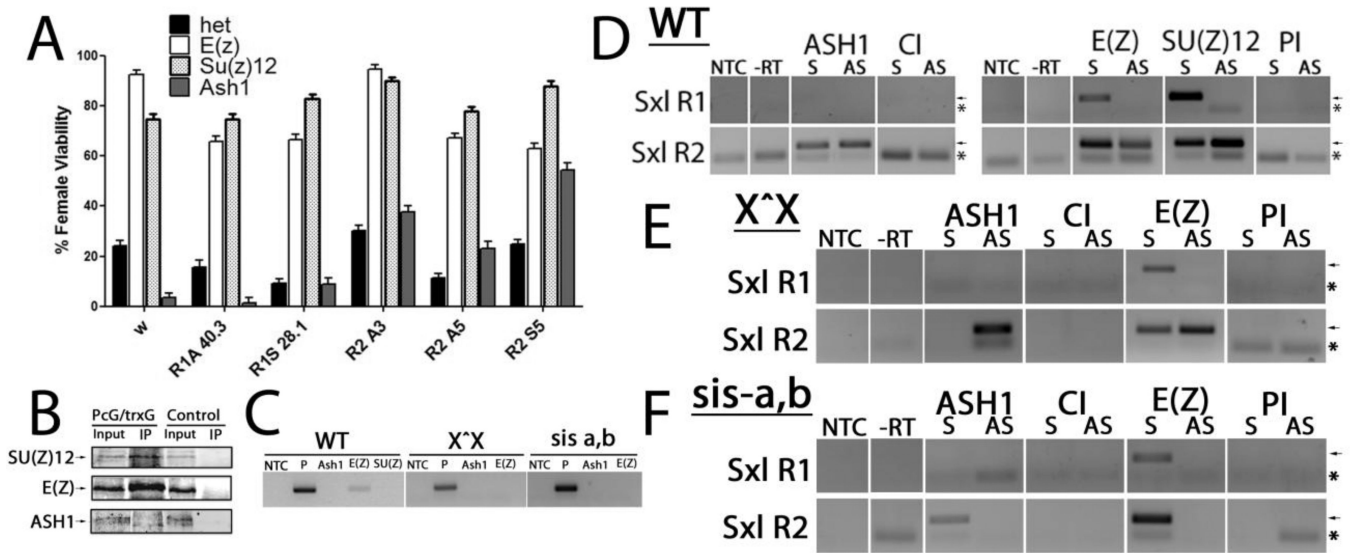 A
het
E(z)
Su(z)12
Ash1
% Female Viability
100
80
60
40
20
0
w
R1A 40.3
R1S 28.1
R2 A3
R2 A5
R2 S5
B
PcG/trxG Control
Input IP Input IP
SU(Z)12→
E(Z)→
ASH1→
C
WT X^X sis a,b
NTC P Ash1 E(Z) SU(Z) NTC P Ash1 E(Z) NTC P Ash1 E(Z)
D WT
ASH1 CI E(Z) SU(Z)12 PI
NTC -RT S AS S AS NTC -RT S AS S AS S AS
Sxl R1 ← * ← *
Sxl R2 ← * ← *
E X^X
ASH1 CI E(Z) PI
NTC -RT S AS S AS S AS S AS
Sxl R1 ← *
Sxl R2 ← *
F sis-a,b
ASH1 CI E(Z) PI
NTC -RT S AS S AS S AS S AS
Sxl R1 ← *
Sxl R2 ← *